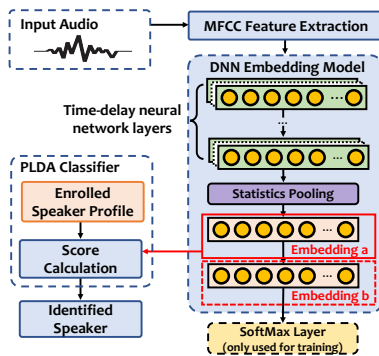 Input Audio
MFCC Feature Extraction
DNN Embedding Model
Time-delay neural
network layers
...
...
...
Statistics Pooling
...
Embedding a
...
Embedding b
SoftMax Layer
(only used for training)
PLDA Classifier
Enrolled
Speaker Profile
Score
Calculation
Identified
Speaker